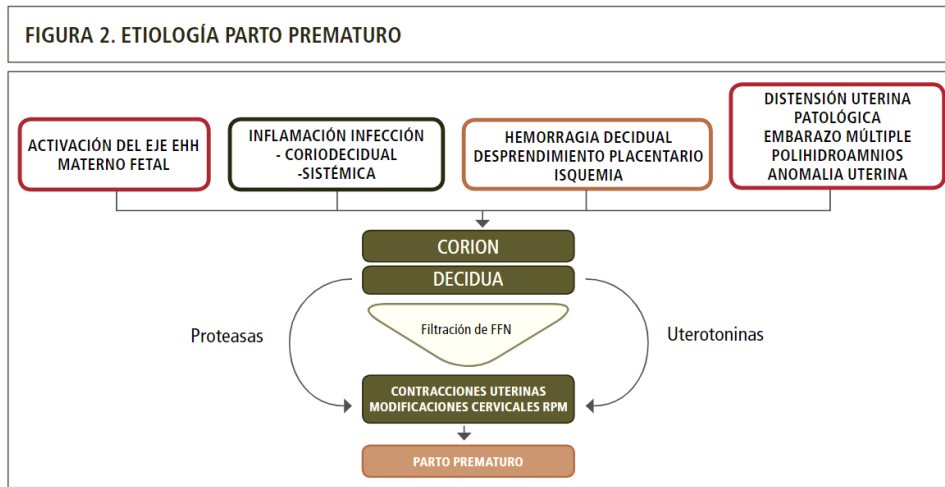 FIGURA 2. ETIOLOGÍA PARTO PREMATURO
ACTIVACIÓN DEL EJE EHH
MATERNO FETAL
INFLAMACIÓN INFECCIÓN
- CORIODECIDUAL
-SISTÉMICA
HEMORRAGIA DECIDUAL
DESPRENDIMIENTO PLACENTARIO
ISQUEMIA
DISTENSIÓN UTERINA
PATOLÓGICA
EMBARAZO MÚLTIPLE
POLIHIDROAMNIOS
ANOMALIA UTERINA
CORION
DECIDUA
Proteasas
Filtración de FFN
Uterotoninas
CONTRACCIONES UTERINAS
MODIFICACIONES CERVICALES RPM
PARTO PREMATURO